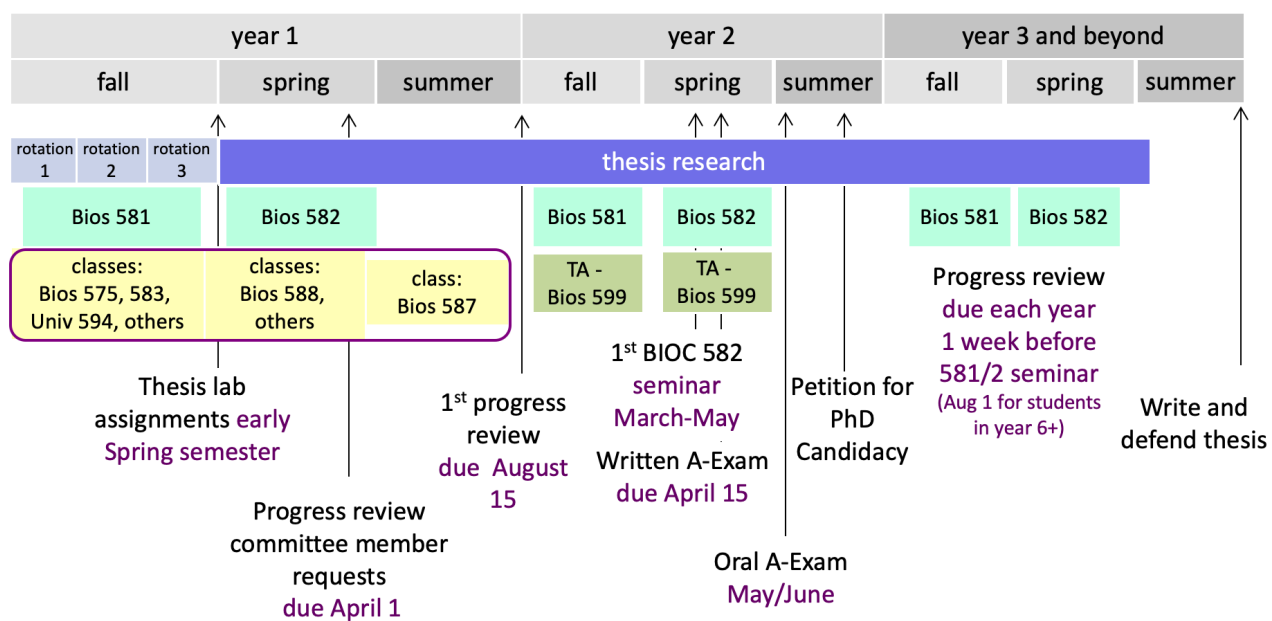 year 1
year 2
year 3 and beyond
fall
spring
summer
fall
spring
summer
fall
spring
summer
rotation
1
rotation
2
rotation
3
thesis research
Bios 581
Bios 582
Bios 581
Bios 582
Bios 581
Bios 582
classes:
Bios 575, 583,
Univ 594, others
classes:
Bios 588,
others
class:
Bios 587
TA -
Bios 599
TA -
Bios 599
Thesis lab
assignments early
Spring semester
Progress review
committee member
requests
due April 1
1st progress
review
due August
15
1st BIOC 582
seminar
March-May
Written A-Exam
due April 15
Oral A-Exam
May/June
Petition for
PhD
Candidacy
Progress review
due each year
1 week before
581/2 seminar
(Aug 1 for students
in year 6+)
Write and
defend thesis